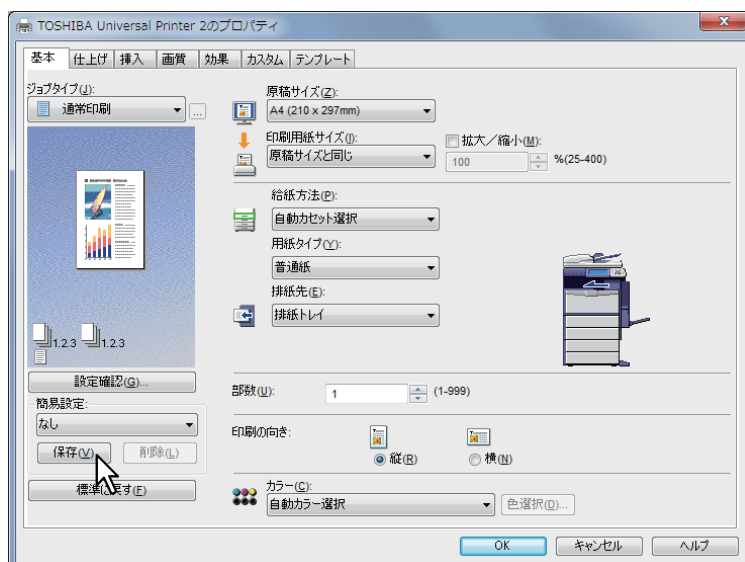 TOSHIBA Universal Printer 2のプロパティ
基本 仕上げ 挿入 画質 効果 カスタム テンプレート
ジョブタイプ(J):
通常印刷
...
1.2.3 1.2.3
設定確認(G)...
簡易設定:
なし
保存(V) 削除(L)
標準に戻す(F)
原稿サイズ(Z):
A4 (210 x 297mm)
印刷用紙サイズ(I):
原稿サイズと同じ
拡大/縮小(M):
100 %(25-400)
給紙方法(P):
自動カセット選択
用紙タイプ(Y):
普通紙
排紙先(E):
排紙トレイ
部数(U): 1 (1-999)
印刷の向き:
縦(R) 横(N)
カラー(C):
自動カラー選択 色選択(D)...
OK キャンセル ヘルプ